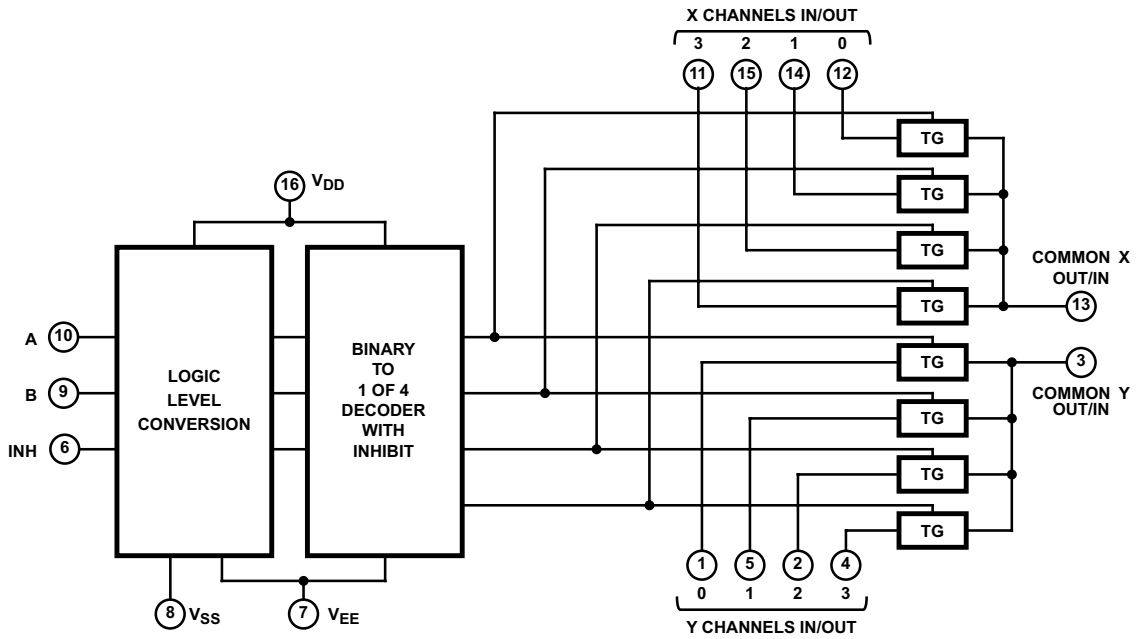 X CHANNELS IN/OUT
3 2 1 0
11 15 14 12
TG
TG
TG
TG
COMMON X
OUT/IN
13
16 VDD
A 10
B 9
INH 6
LOGIC
LEVEL
CONVERSION
BINARY
TO
1 OF 4
DECODER
WITH
INHIBIT
TG
TG
TG
TG
3
COMMON Y
OUT/IN
8 VSS
7 VEE
1 5 2 4
0 1 2 3
Y CHANNELS IN/OUT